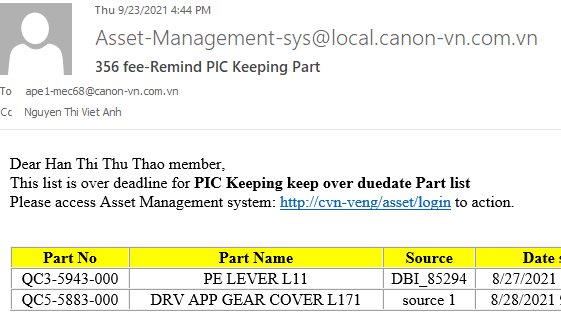 Thu 9/23/2021 4:44 PM
Asset-Management-sys@local.canon-vn.com.vn
356 fee-Remind PIC Keeping Part
To ape1-mec68@canon-vn.com.vn
Cc Nguyen Thi Viet Anh
Dear Han Thi Thu Thao member,
This list is over deadline for PIC Keeping keep over duedate Part list
Please access Asset Management system: http://cvn-veng/asset/login to action.
Part No Part Name Source Date
QC3-5943-000 PE LEVER L11 DBI_85294 8/27/2021
QC5-5883-000 DRV APP GEAR COVER L171 source 1 8/28/2021